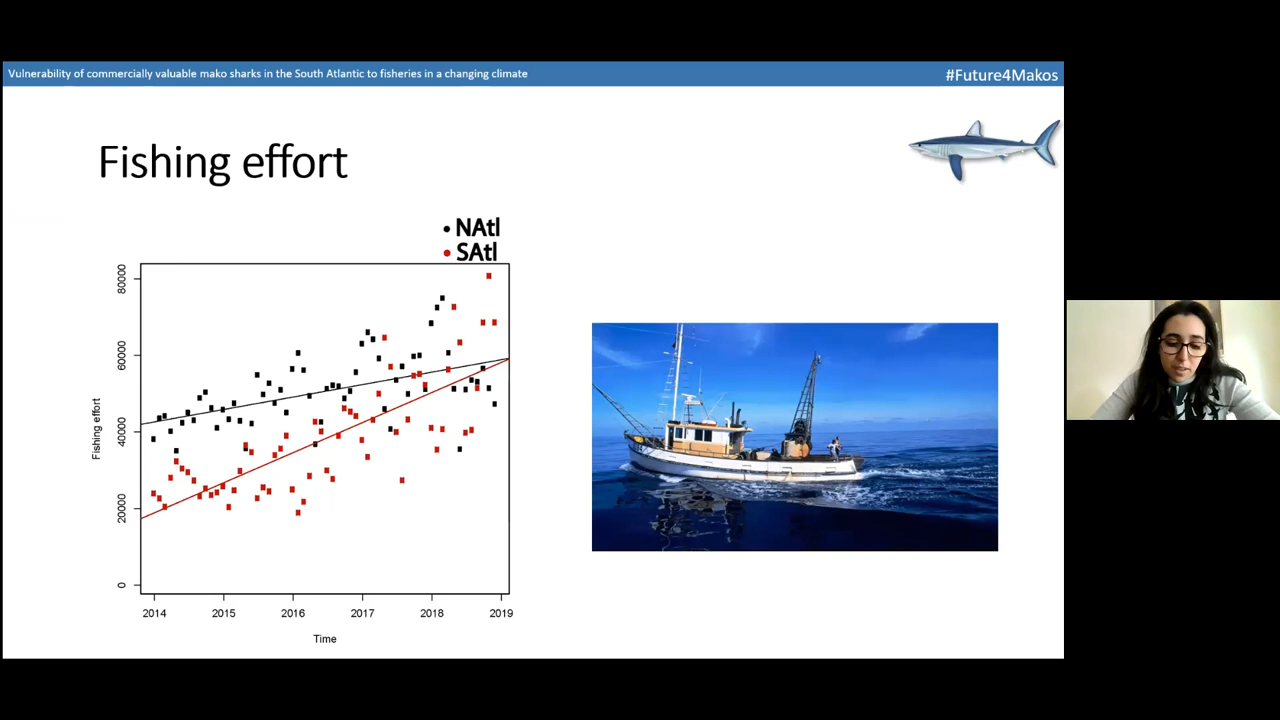 Vulnerability of commercially valuable mako sharks in the South Atlantic to fisheries in a changing climate
#Future4Makos
Fishing effort
NAtl
SAtl
80000
60000
40000
20000
0
Fishing effort
2014 2015 2016 2017 2018 2019
Time